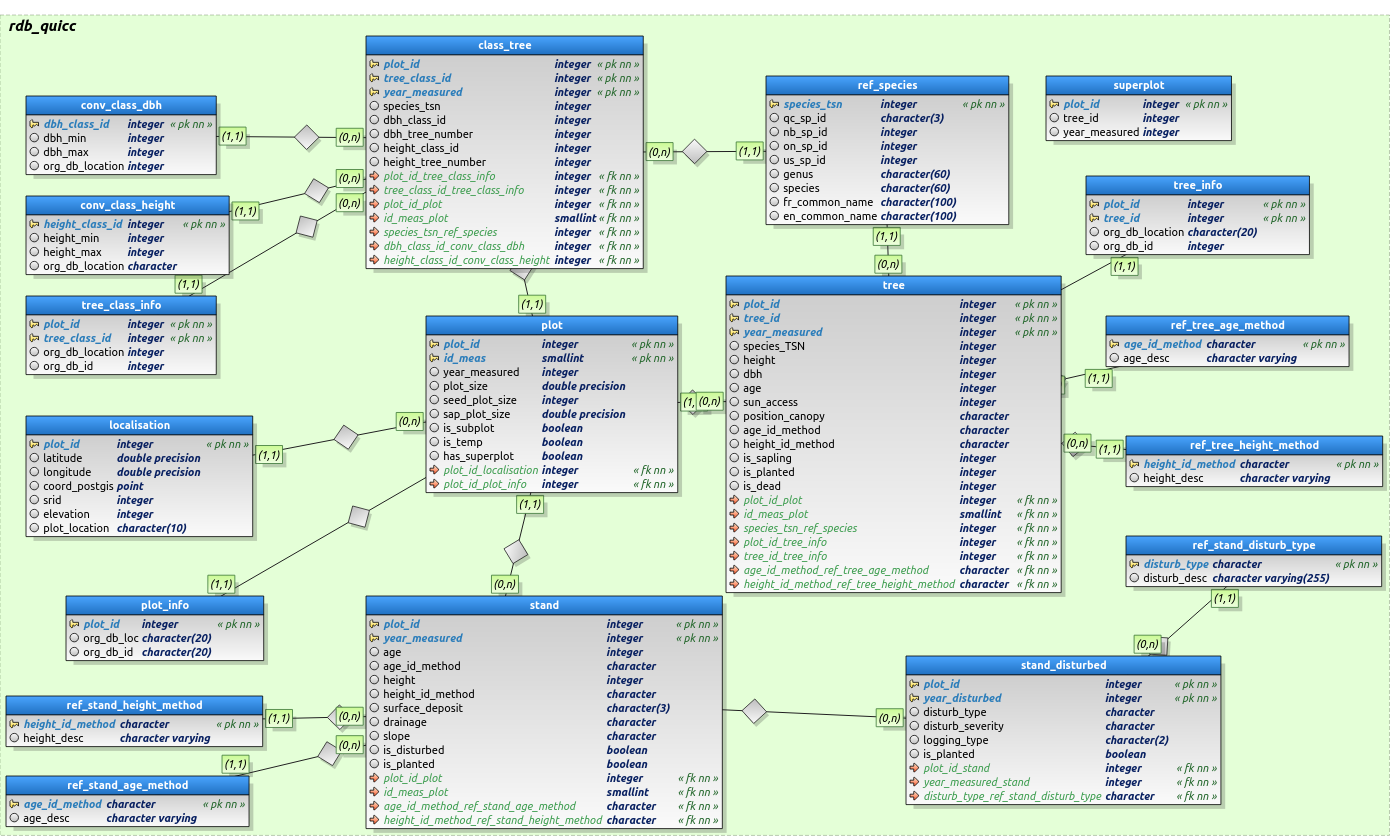 rdb_quicc
class_tree
plot_id integer « pk nn »
tree_class_id integer « pk nn »
year_measured integer « pk nn »
species_tsn integer
dbh_class_id integer
dbh_tree_number integer
height_class_id integer
height_tree_number integer
plot_id_tree_class_info integer « fk nn »
tree_class_id_tree_class_info integer « fk nn »
plot_id_plot integer « fk nn »
id_meas_plot smallint « fk nn »
species_tsn_ref_species integer « fk nn »
dbh_class_id_conv_class_dbh integer « fk nn »
height_class_id_conv_class_height integer « fk nn »
conv_class_dbh
dbh_class_id integer « pk nn »
dbh_min integer
dbh_max integer
org_db_location integer
(1,1)
(0,n)
conv_class_height
height_class_id integer « pk nn »
height_min integer
height_max integer
org_db_location character
(1,1)
(0,n)
(0,n)
(1,1)
tree_class_info
plot_id integer « pk nn »
tree_class_id integer « pk nn »
org_db_location integer
org_db_id integer
(0,n)
(1,1)
ref_species
species_tsn integer « pk nn »
qc_sp_id character(3)
nb_sp_id integer
on_sp_id integer
us_sp_id integer
genus character(60)
species character(60)
fr_common_name character(100)
en_common_name character(100)
(1,1)
(0,n)
superplot
plot_id integer
tree_id integer
year_measured integer
tree_info
plot_id integer « pk nn »
tree_id integer « pk nn »
org_db_location character(20)
org_db_id integer
(1,1)
(1,1)
plot
plot_id integer « pk nn »
id_meas smallint « pk nn »
year_measured integer
plot_size double precision
seed_plot_size integer
sap_plot_size double precision
is_subplot boolean
is_temp boolean
has_superplot boolean
plot_id_localisation integer « fk nn »
plot_id_plot_info integer « fk nn »
(1,
(0,n)
tree
plot_id integer « pk nn »
tree_id integer « pk nn »
year_measured integer « pk nn »
species_TSN integer
height integer
dbh integer
age integer
sun_access integer
position_canopy character
age_id_method character
height_id_method character
is_sapling integer
is_planted integer
is_dead integer
plot_id_plot integer « fk nn »
id_meas_plot smallint « fk nn »
species_tsn_ref_species integer « fk nn »
plot_id_tree_info integer « fk nn »
tree_id_tree_info integer « fk nn »
age_id_method_ref_tree_age_method character « fk nn »
height_id_method_ref_tree_height_method character « fk nn »
ref_tree_age_method
age_id_method character « pk nn »
age_desc character varying
(1,1)
(0,n)
(1,1)
ref_tree_height_method
height_id_method character « pk nn »
height_desc character varying
localisation
plot_id integer « pk nn »
latitude double precision
longitude double precision
coord_postgis point
srid integer
elevation integer
plot_location character(10)
(1,1)
(0,n)
(1,1)
(1,1)
(0,n)
plot_info
plot_id integer « pk nn »
org_db_loc character(20)
org_db_id character(20)
stand
plot_id integer « pk nn »
year_measured integer « pk nn »
age integer
age_id_method character
height integer
height_id_method character
surface_deposit character(3)
drainage character
slope character
is_disturbed boolean
is_planted boolean
plot_id_plot integer « fk nn »
id_meas_plot smallint « fk nn »
age_id_method_ref_stand_age_method character « fk nn »
height_id_method_ref_stand_height_method character « fk nn »
ref_stand_height_method
height_id_method character « pk nn »
height_desc character varying
(1,1)
(0,n)
(0,n)
(1,1)
ref_stand_age_method
age_id_method character « pk nn »
age_desc character varying
ref_stand_disturb_type
disturb_type character « pk nn »
disturb_desc character varying(255)
(1,1)
(0,n)
(0,n)
stand_disturbed
plot_id integer « pk nn »
year_disturbed integer « pk nn »
disturb_type character
disturb_severity character
logging_type character(2)
is_planted boolean
plot_id_stand integer « fk nn »
year_measured_stand integer « fk nn »
disturb_type_ref_stand_disturb_type character « fk nn »